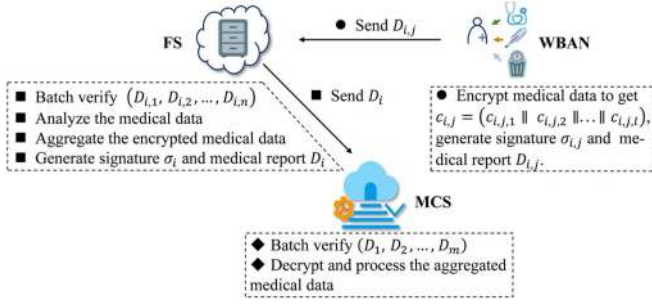 ● Send D_{i,j}
FS
WBAN
■ Send D_i
■ Batch verify (D_{i,1}, D_{i,2}, ..., D_{i,n})
■ Analyze the medical data
■ Aggregate the encrypted medical data
■ Generate signature σ_i and medical report D_i
● Encrypt medical data to get
c_{i,j} = (c_{i,j,1} ∥ c_{i,j,2} ∥ ... ∥ c_{i,j,l}),
generate signature σ_{i,j} and me-
dical report D_{i,j}.
MCS
◆ Batch verify (D_1, D_2, ..., D_m)
◆ Decrypt and process the aggregated
medical data